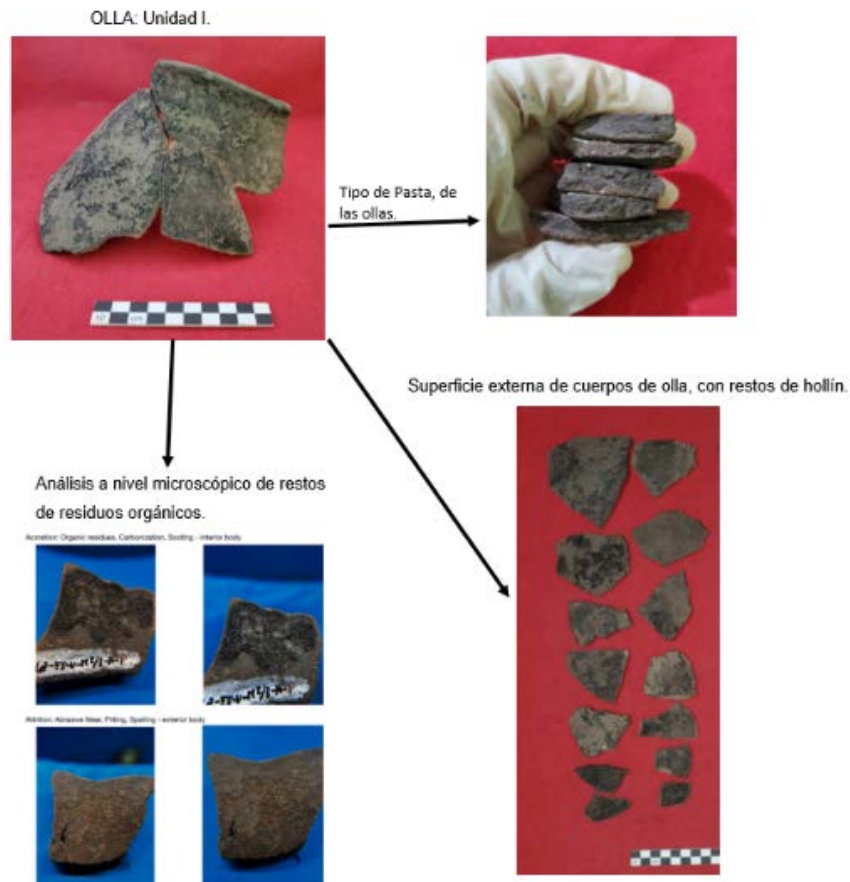 OLLA: Unidad I.
Tipo de Pasta, de
las ollas.
Superficie externa de cuerpos de olla, con restos de hollín.
Análisis a nivel microscópico de restos
de residuos orgánicos.
Accretion: Organic residues, Carbonization, Sooting - interior body
Attrition: Abrasive Wear, Pitting, Spalling - exterior body